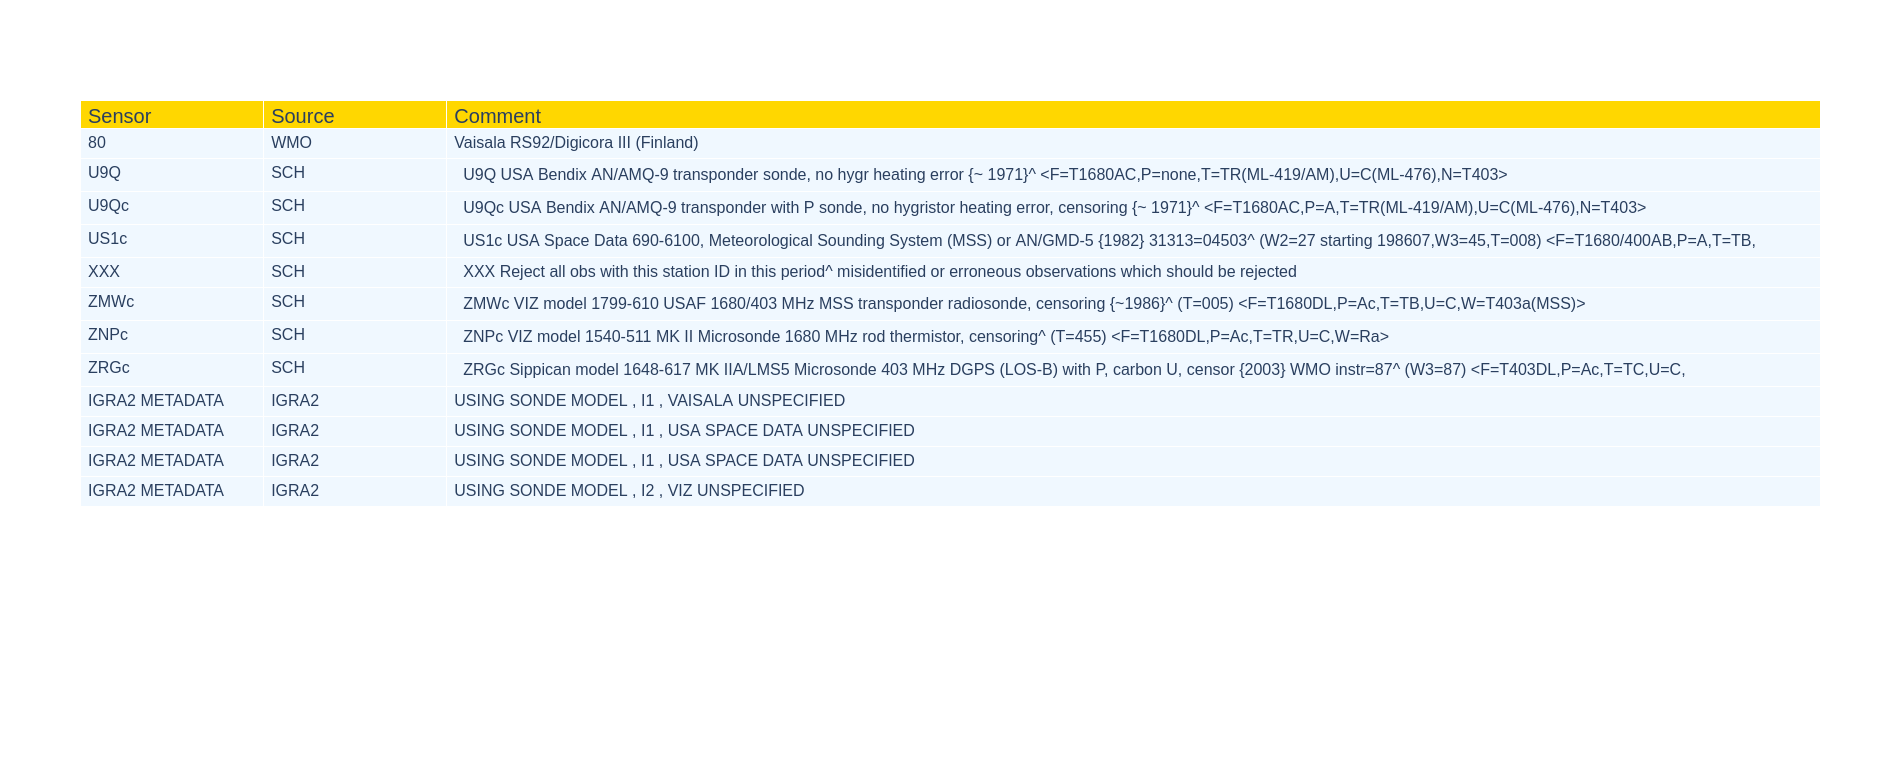 Sensor Source Comment
80 WMO Vaisala RS92/Digicora III (Finland)
U9Q SCH U9Q USA Bendix AN/AMQ-9 transponder sonde, no hygr heating error {~ 1971}^ <F=T1680AC,P=none,T=TR(ML-419/AM),U=C(ML-476),N=T403>
U9Qc SCH U9Qc USA Bendix AN/AMQ-9 transponder with P sonde, no hygristor heating error, censoring {~ 1971}^ <F=T1680AC,P=A,T=TR(ML-419/AM),U=C(ML-476),N=T403>
US1c SCH US1c USA Space Data 690-6100, Meteorological Sounding System (MSS) or AN/GMD-5 {1982} 31313=04503^ (W2=27 starting 198607,W3=45,T=008) <F=T1680/400AB,P=A,T=TB,
XXX SCH XXX Reject all obs with this station ID in this period^ misidentified or erroneous observations which should be rejected
ZMWc SCH ZMWc VIZ model 1799-610 USAF 1680/403 MHz MSS transponder radiosonde, censoring {~1986}^ (T=005) <F=T1680DL,P=Ac,T=TB,U=C,W=T403a(MSS)>
ZNPc SCH ZNPc VIZ model 1540-511 MK II Microsonde 1680 MHz rod thermistor, censoring^ (T=455) <F=T1680DL,P=Ac,T=TR,U=C,W=Ra>
ZRGc SCH ZRGc Sippican model 1648-617 MK IIA/LMS5 Microsonde 403 MHz DGPS (LOS-B) with P, carbon U, censor {2003} WMO instr=87^ (W3=87) <F=T403DL,P=Ac,T=TC,U=C,
IGRA2 METADATA IGRA2 USING SONDE MODEL , I1 , VAISALA UNSPECIFIED
IGRA2 METADATA IGRA2 USING SONDE MODEL , I1 , USA SPACE DATA UNSPECIFIED
IGRA2 METADATA IGRA2 USING SONDE MODEL , I1 , USA SPACE DATA UNSPECIFIED
IGRA2 METADATA IGRA2 USING SONDE MODEL , I2 , VIZ UNSPECIFIED